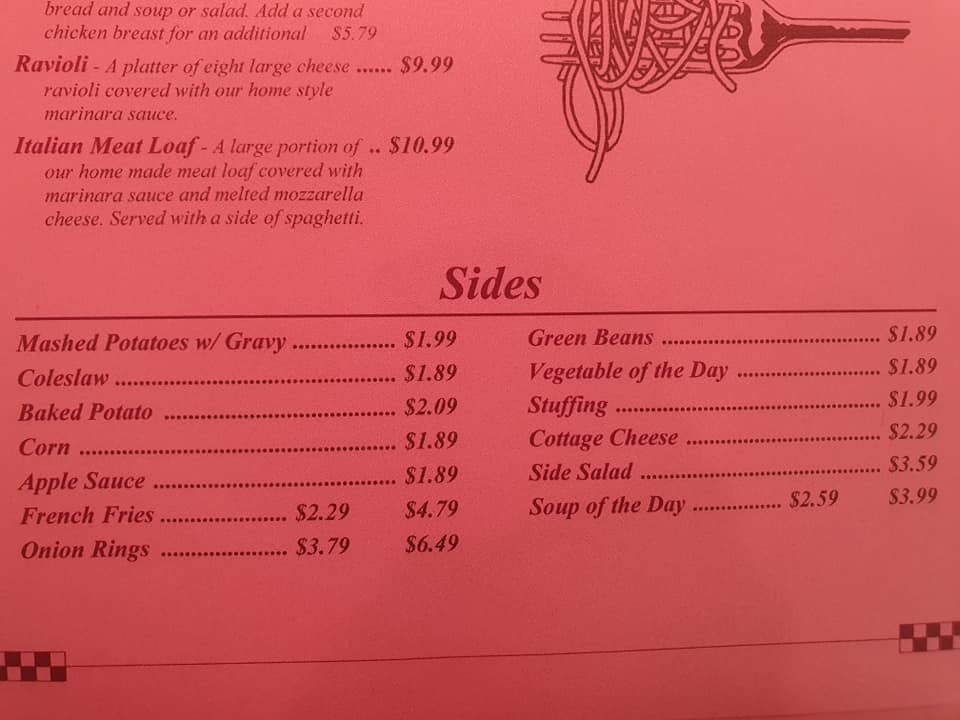 bread and soup or salad. Add a second
chicken breast for an additional $5.79
Ravioli - A platter of eight large cheese ...... $9.99
ravioli covered with our home style
marinara sauce.
Italian Meat Loaf - A large portion of .. $10.99
our home made meat loaf covered with
marinara sauce and melted mozzarella
cheese. Served with a side of spaghetti.
Sides
Mashed Potatoes w/ Gravy ................. $1.99
Coleslaw ............................................. $1.89
Baked Potato ..................................... $2.09
Corn ................................................... $1.89
Apple Sauce ....................................... $1.89
French Fries ..................... $2.29 $4.79
Onion Rings ..................... $3.79 $6.49
Green Beans ................................... $1.89
Vegetable of the Day ....................... $1.89
Stuffing ........................................... $1.99
Cottage Cheese ............................... $2.29
Side Salad ....................................... $3.59
Soup of the Day ............... $2.59 $3.99